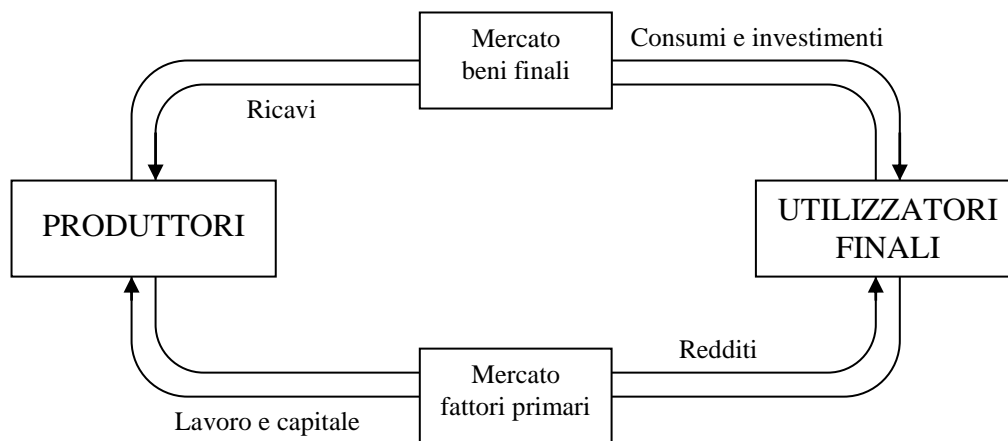 Mercato
beni finali
Consumi e investimenti
Ricavi
PRODUTTORI
UTILIZZATORI
FINALI
Redditi
Mercato
fattori primari
Lavoro e capitale